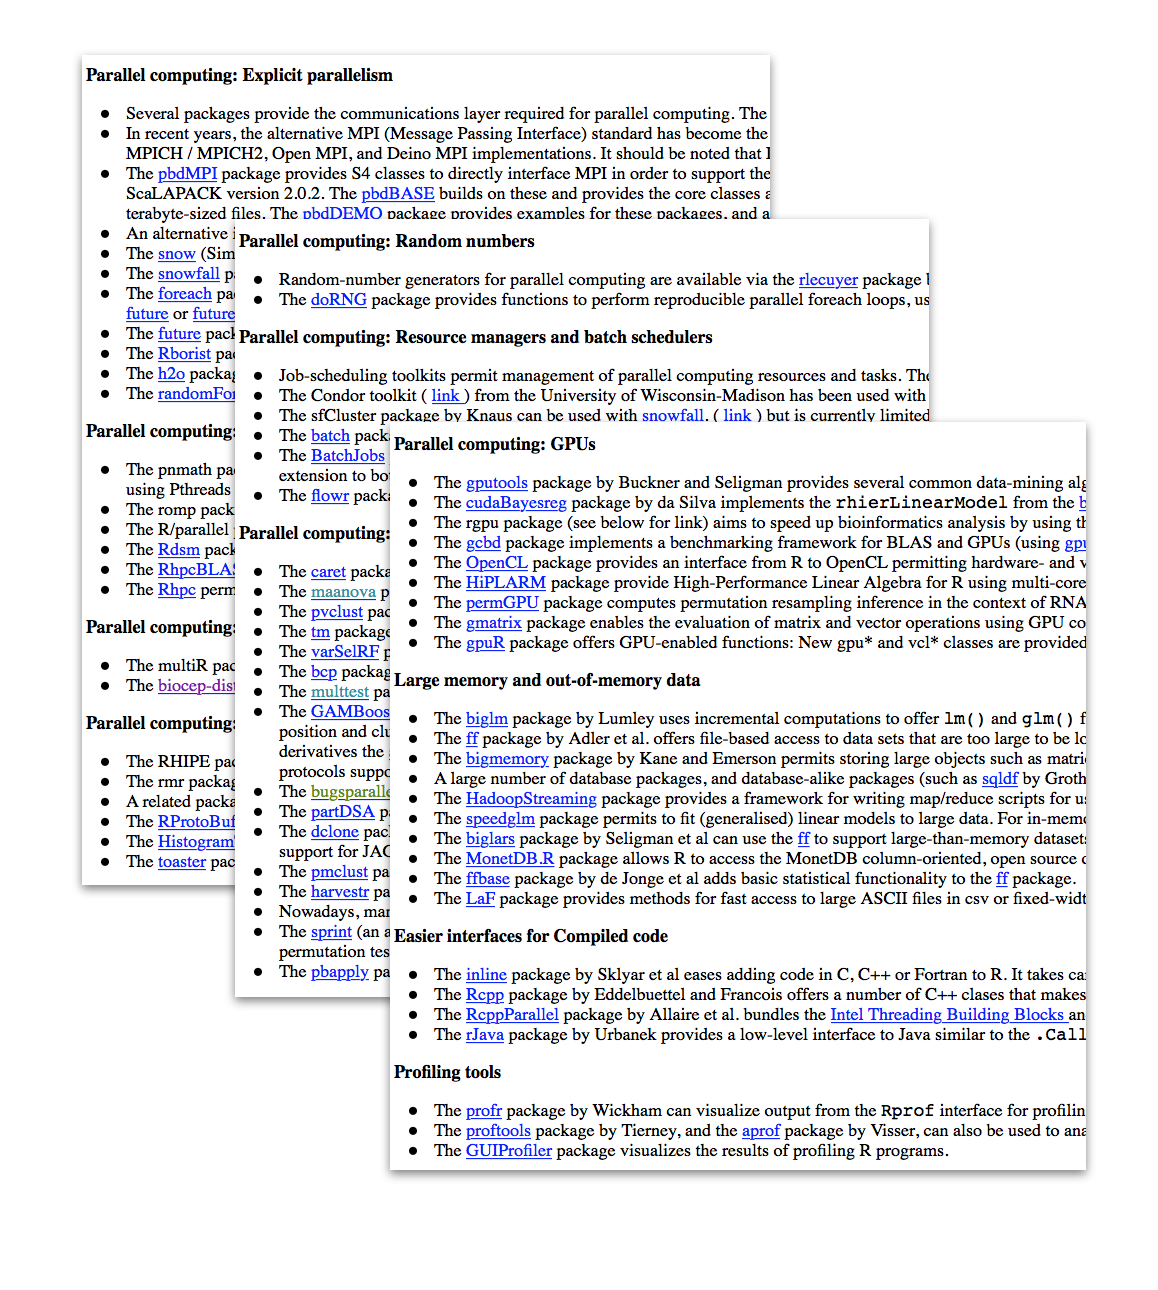 Parallel computing: Explicit parallelism
Several packages provide the communications layer required for parallel computing. The
In recent years, the alternative MPI (Message Passing Interface) standard has become the
MPICH / MPICH2, Open MPI, and Deino MPI implementations. It should be noted that
The pbdMPI package provides S4 classes to directly interface MPI in order to support the
ScaLAPACK version 2.0.2. The pbdBASE builds on these and provides the core classes
terabyte-sized files. The pbdDEMO package provides examples for these packages, and a
An alternative
The snow (Sim
The snowfall
The foreach
future or future
The future
The Rborist
The h2o
The randomFo
Parallel computing:
The pnmath
using Pthreads
The romp
The R/parallel
The Rdsm
The RhpcBLAS
The Rhpc
Parallel computing:
The multiR
The biocep-dist
Parallel computing:
The RHIPE
The rmr
A related
The RProtoBuf
The Histogram
The toaster
Parallel computing: Random numbers
Random-number generators for parallel computing are available via the rlecuyer package
The doRNG package provides functions to perform reproducible parallel foreach loops, us
Parallel computing: Resource managers and batch schedulers
Job-scheduling toolkits permit management of parallel computing resources and tasks. The
The Condor toolkit ( link ) from the University of Wisconsin-Madison has been used with
The sfCluster package by Knaus can be used with snowfall. ( link ) but is currently limited
The batch
The BatchJobs
extension to
The flowr
Parallel computing:
The caret
The maanova
The pvclust
The tm package
The varSelRF
The bcp
The multtest
The GAMBoos
position and clu
derivatives the
protocols suppo
The bugsparalle
The partDSA
The dclone
support for JAG
The pmclust
The harvestr
Nowadays, man
The sprint (an a
permutation tes
The pbapply
Parallel computing: GPUs
The gputools package by Buckner and Seligman provides several common data-mining alg
The cudaBayesreg package by da Silva implements the rhierLinearModel from the b
The rgpu package (see below for link) aims to speed up bioinformatics analysis by using th
The gcbd package implements a benchmarking framework for BLAS and GPUs (using gpu
The OpenCL package provides an interface from R to OpenCL permitting hardware- and v
The HiPLARM package provide High-Performance Linear Algebra for R using multi-core
The permGPU package computes permutation resampling inference in the context of RNA
The gmatrix package enables the evaluation of matrix and vector operations using GPU co
The gpuR package offers GPU-enabled functions: New gpu* and vcl* classes are provided
Large memory and out-of-memory data
The biglm package by Lumley uses incremental computations to offer lm() and glm() f
The ff package by Adler et al. offers file-based access to data sets that are too large to be lo
The bigmemory package by Kane and Emerson permits storing large objects such as matri
A large number of database packages, and database-alike packages (such as sqldf by Groth
The HadoopStreaming package provides a framework for writing map/reduce scripts for us
The speedglm package permits to fit (generalised) linear models to large data. For in-mem
The biglars package by Seligman et al can use the ff to support large-than-memory datasets
The MonetDB.R package allows R to access the MonetDB column-oriented, open source
The ffbase package by de Jonge et al adds basic statistical functionality to the ff package.
The LaF package provides methods for fast access to large ASCII files in csv or fixed-widt
Easier interfaces for Compiled code
The inline package by Sklyar et al eases adding code in C, C++ or Fortran to R. It takes ca
The Rcpp package by Eddelbuettel and Francois offers a number of C++ clases that makes
The RcppParallel package by Allaire et al. bundles the Intel Threading Building Blocks an
The rJava package by Urbanek provides a low-level interface to Java similar to the .Call
Profiling tools
The profr package by Wickham can visualize output from the Rprof interface for profilin
The proftools package by Tierney, and the aprof package by Visser, can also be used to ana
The GUIProfiler package visualizes the results of profiling R programs.